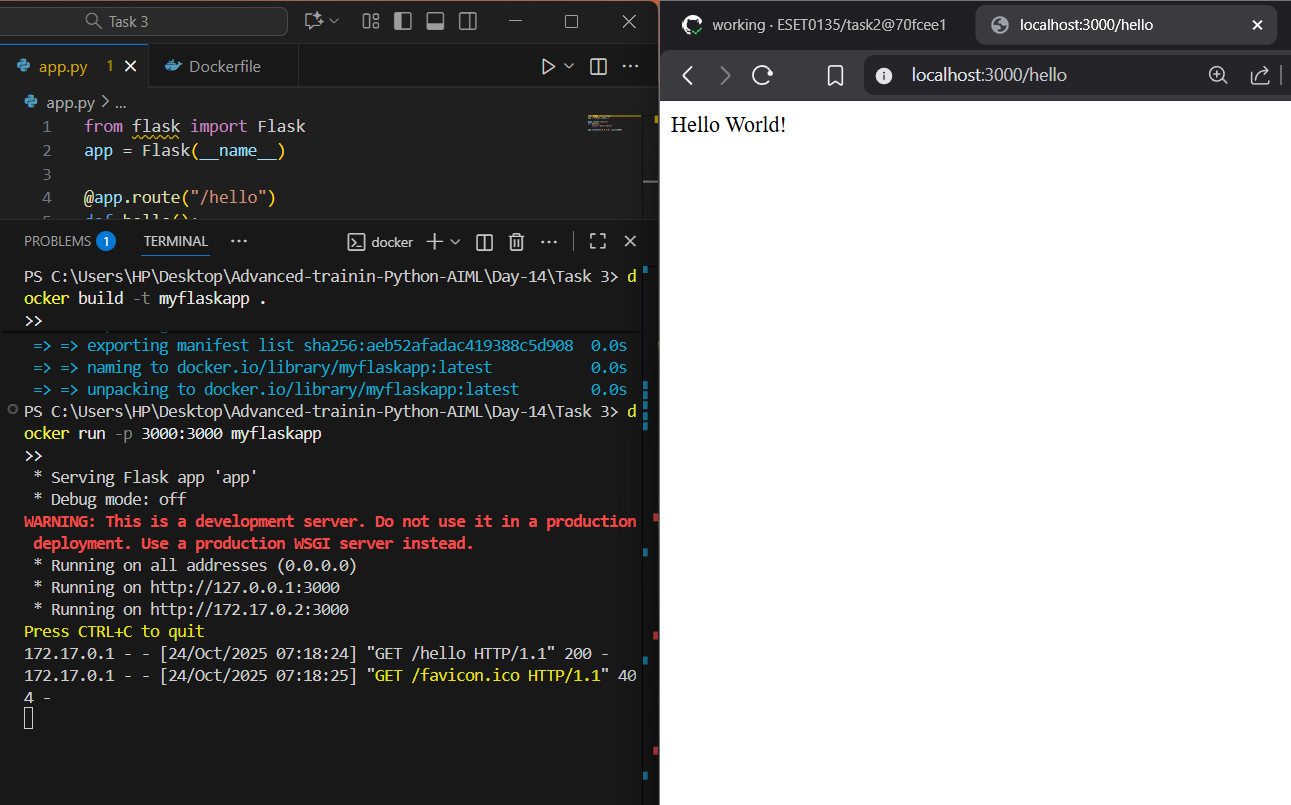 Task 3
app.py 1
Dockerfile
app.py > ...
1 from flask import Flask
2 app = Flask(__name__)
3
4 @app.route("/hello")
5 def hello():
PROBLEMS 1
TERMINAL
docker
PS C:\Users\HP\Desktop\Advanced-trainin-Python-AIML\Day-14\Task 3> d
ocker build -t myflaskapp .
>>
=> => exporting manifest list sha256:aeb52afadac419388c5d908 0.0s
=> => naming to docker.io/library/myflaskapp:latest 0.0s
=> => unpacking to docker.io/library/myflaskapp:latest 0.0s
PS C:\Users\HP\Desktop\Advanced-trainin-Python-AIML\Day-14\Task 3> d
ocker run -p 3000:3000 myflaskapp
>>
* Serving Flask app 'app'
* Debug mode: off
WARNING: This is a development server. Do not use it in a production
deployment. Use a production WSGI server instead.
* Running on all addresses (0.0.0.0)
* Running on http://127.0.0.1:3000
* Running on http://172.17.0.2:3000
Press CTRL+C to quit
172.17.0.1 - - [24/Oct/2025 07:18:24] "GET /hello HTTP/1.1" 200 -
172.17.0.1 - - [24/Oct/2025 07:18:25] "GET /favicon.ico HTTP/1.1" 40
4 -
working · ESET0135/task2@70fcee1
localhost:3000/hello
localhost:3000/hello
Hello World!